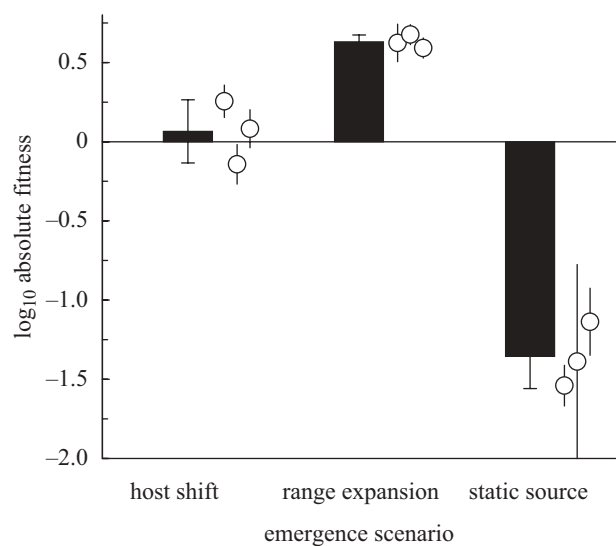 0.5
0
–0.5
–1.0
–1.5
–2.0
log10 absolute fitness
host shift range expansion static source
emergence scenario